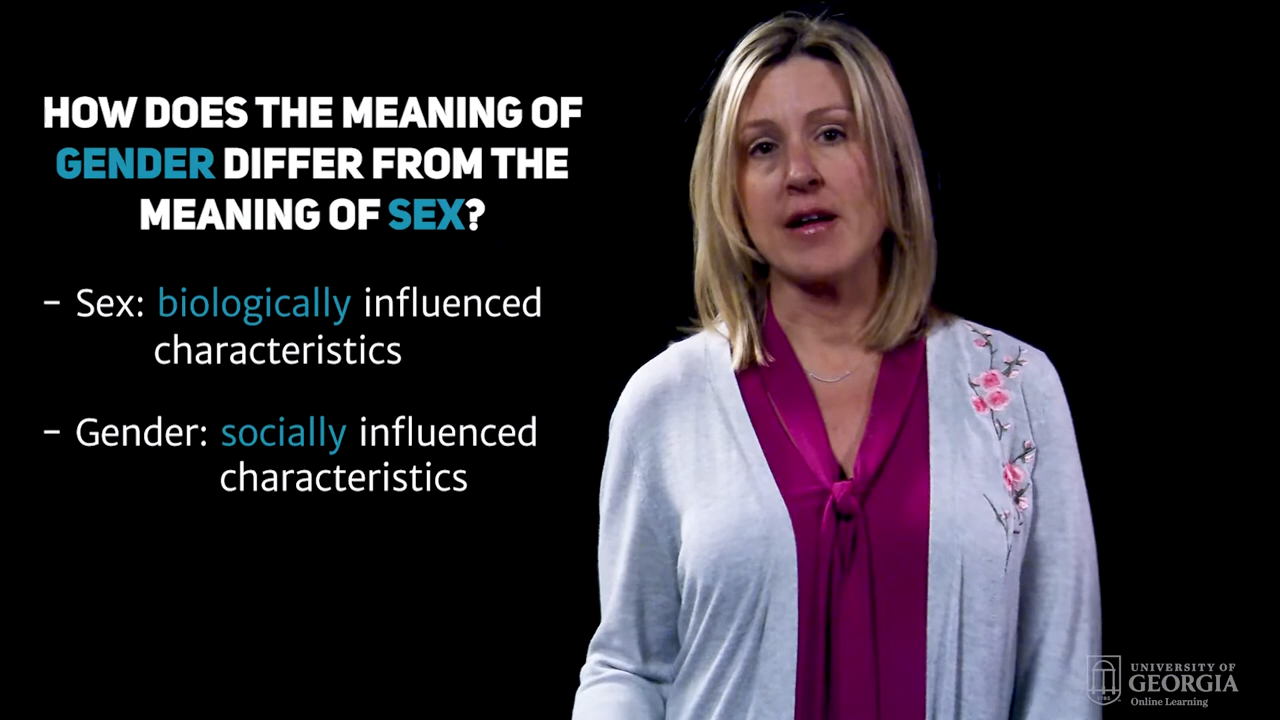 HOW DOES THE MEANING OF
GENDER DIFFER FROM THE
MEANING OF SEX?
- Sex: biologically influenced
characteristics
- Gender: socially influenced
characteristics
UNIVERSITY OF
GEORGIA
Online Learning